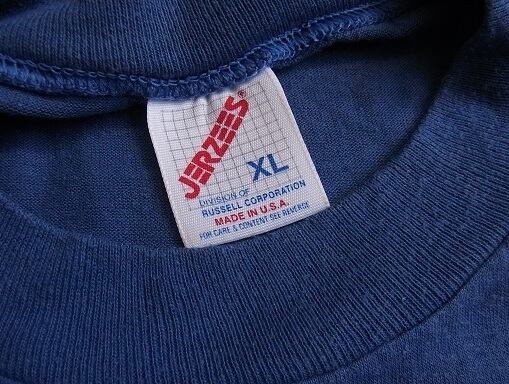 JERZEES®
XL
DIVISION OF
RUSSELL CORPORATION
MADE IN U.S.A.
FOR CARE & CONTENT SEE REVERSE